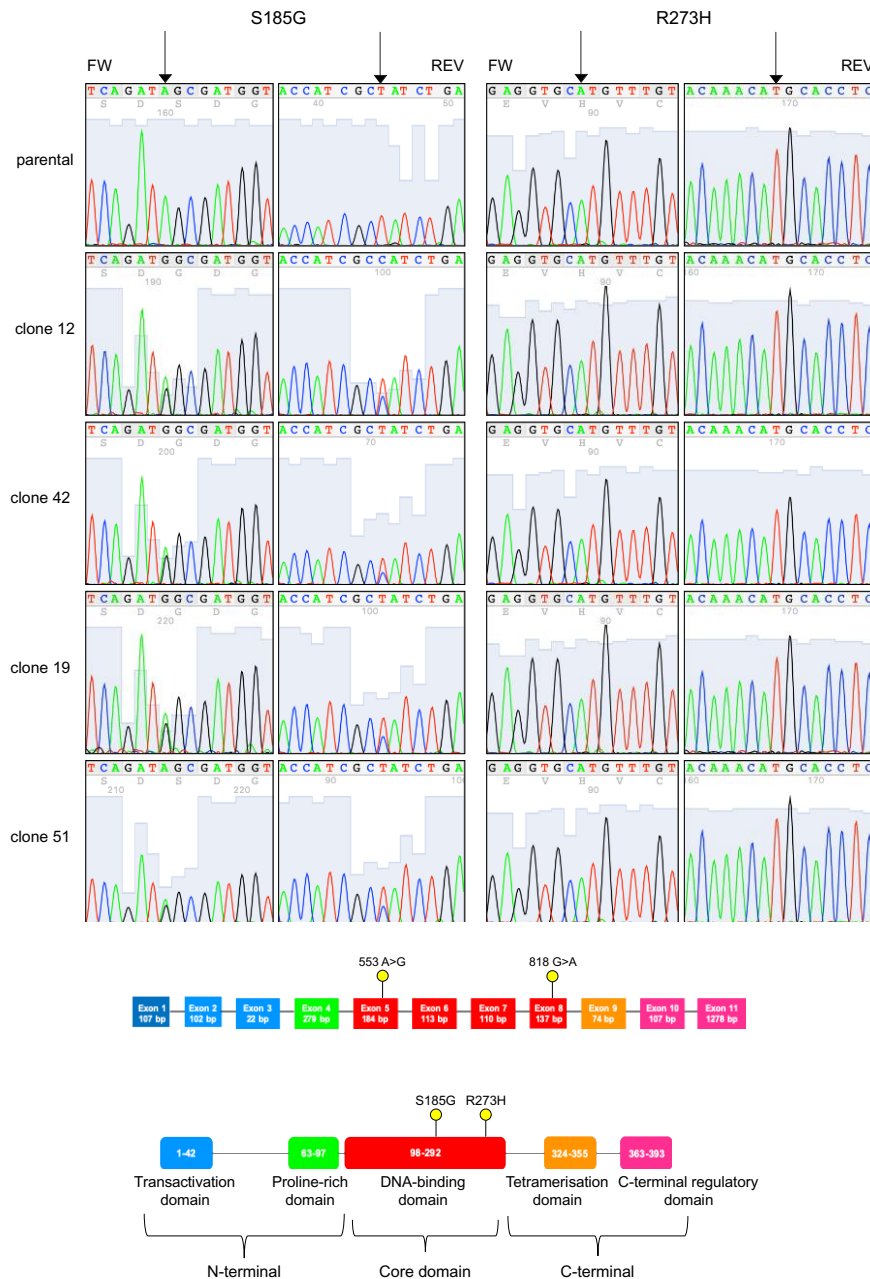 S185G R273H
FW REV FW REV
TCAGATAGCGATGGT ACCATCGCTATCTGA GAGGTGCATGTTTGT ACAAACATGCACCTC
S D S D G E V H V C
160 40 50 90 170
parental
TCAGATGGCGATGGT ACCATCGCCATCTGA GAGGTGCATGTTTGT ACAAACATGCACCTC
S D G D G E V H V C
190 100 90 160 170
clone 12
TCAGATGGCGATGGT ACCATCGCTATCTGA GAGGTGCATGTTTGT ACAAACATGCACCTC
S D G D G E V H V C
200 70 90 170
clone 42
TCAGATGGCGATGGT ACCATCGCTATCTGA GAGGTGCATGTTTGT ACAAACATGCACCTC
S D G D G E V H V C
220 100 90 170
clone 19
TCAGATAGCGATGGT ACCATCGCTATCTGA GAGGTGCATGTTTGT ACAAACATGCACCTC
S D S D G E V H V C
210 220 90 100 90 160 170
clone 51
553 A>G 818 G>A
Exon 1 Exon 2 Exon 3 Exon 4 Exon 5 Exon 6 Exon 7 Exon 8 Exon 9 Exon 10 Exon 11
107 bp 102 bp 22 bp 279 bp 184 bp 113 bp 110 bp 137 bp 74 bp 107 bp 1278 bp
S185G R273H
1-42 63-97 98-292 324-355 363-393
Transactivation Proline-rich DNA-binding Tetramerisation C-terminal regulatory
domain domain domain domain domain
N-terminal Core domain C-terminal